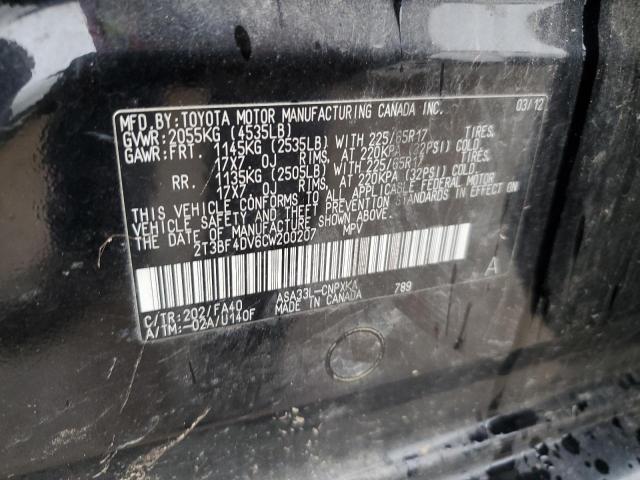 MFD. BY: TOYOTA MOTOR MANUFACTURING CANADA INC. 03/12
GVWR: 2055KG (4535LB)
GAWR: FRT. 1145KG (2535LB) WITH 225/65R17 TIRES,
17X7 0J RIMS, AT 220KPA (32PSI) COLD
RR. 1135KG (2505LB) WITH 225/65R17 TIRES,
17X7 0J RIMS, AT 220KPA (32PSI) COLD
THIS VEHICLE CONFORMS TO ALL APPLICABLE FEDERAL MOTOR
VEHICLE SAFETY AND THEFT PREVENTION STANDARDS IN EFFECT ON
THE DATE OF MANUFACTURE SHOWN ABOVE.
2T3BF4DV6CW200207 MPV
A
C/TR: 202/FA40 ASA33L-CNPXKA 789
A/TM: -02A/U140F MADE IN CANADA